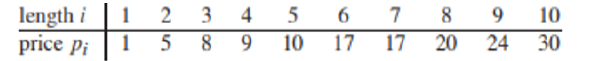 length i 1 2 3 4 5 6 7 8 9 10
price pᵢ 1 5 8 9 10 17 17 20 24 30